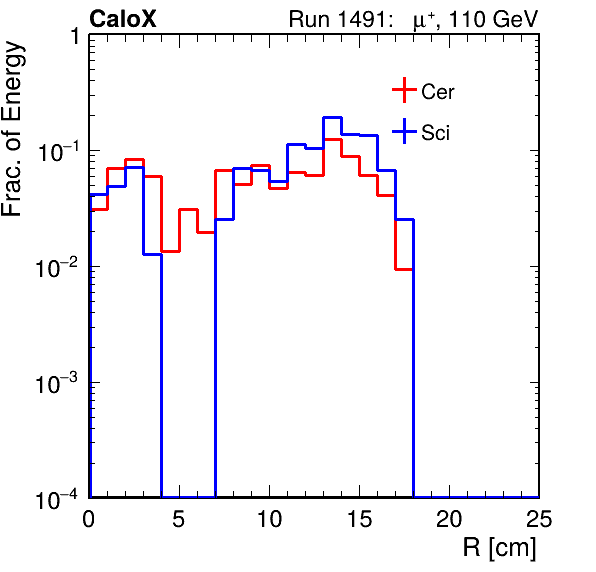 CaloX Run 1491: μ⁺, 110 GeV
Frac. of Energy
Cer
Sci
1
10⁻¹
10⁻²
10⁻³
10⁻⁴
0 5 10 15 20 25
R [cm]